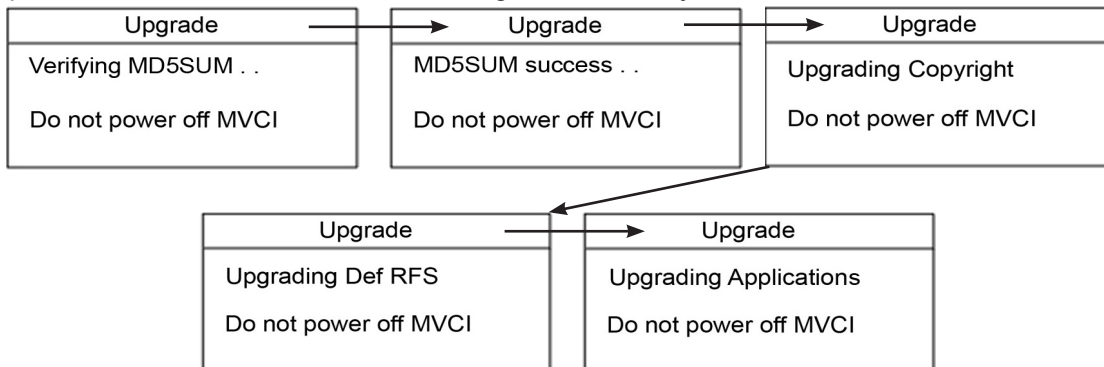 Upgrade
Verifying MD5SUM . .
Do not power off MVCI
Upgrade
MD5SUM success . .
Do not power off MVCI
Upgrade
Upgrading Copyright
Do not power off MVCI
Upgrade
Upgrading Def RFS
Do not power off MVCI
Upgrade
Upgrading Applications
Do not power off MVCI